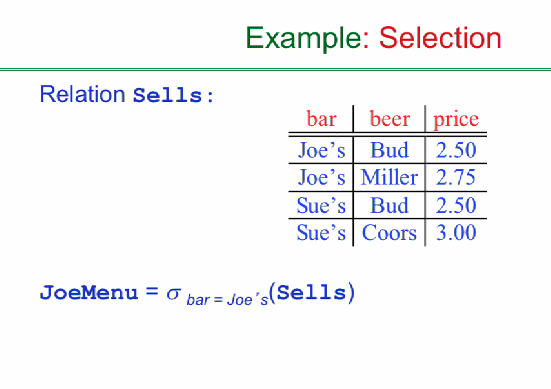 Example: Selection
Relation Sells:
bar beer price
Joe's Bud 2.50
Joe's Miller 2.75
Sue's Bud 2.50
Sue's Coors 3.00
JoeMenu = σ bar = Joe's(Sells)